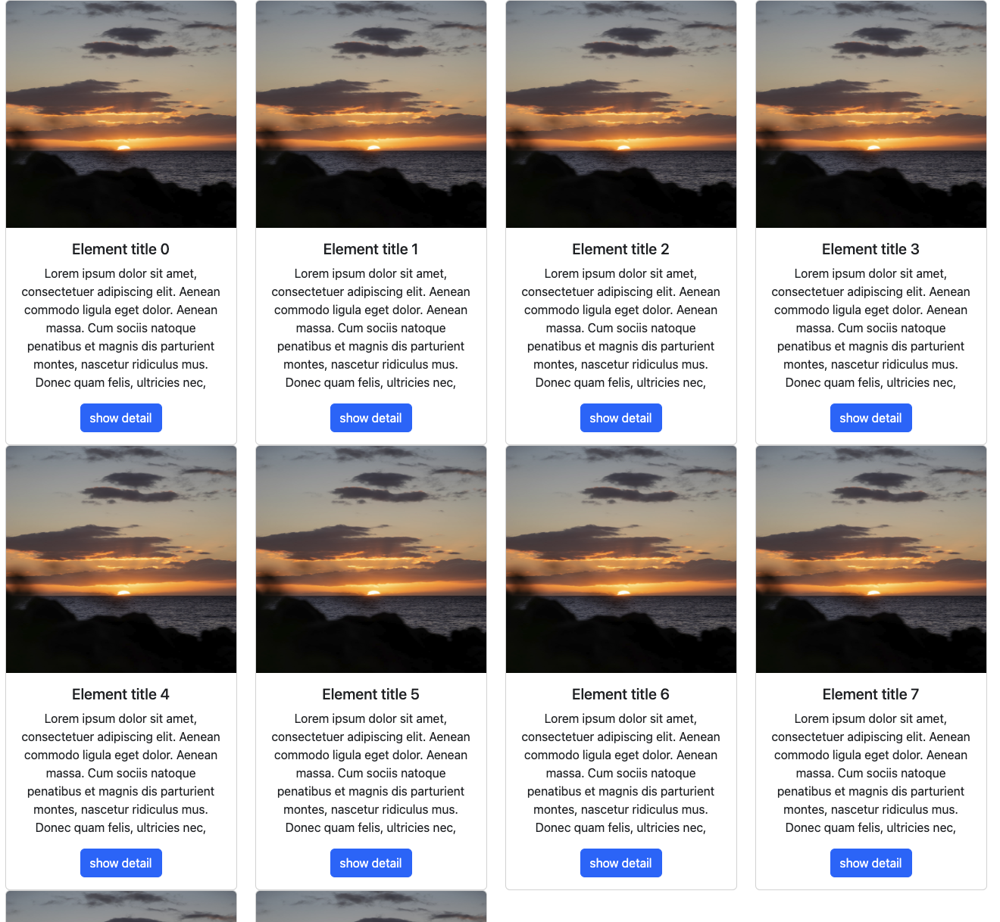 Element title 0
Lorem ipsum dolor sit amet,
consectetuer adipiscing elit. Aenean
commodo ligula eget dolor. Aenean
massa. Cum sociis natoque
penatibus et magnis dis parturient
montes, nascetur ridiculus mus.
Donec quam felis, ultricies nec,
show detail
Element title 1
Lorem ipsum dolor sit amet,
consectetuer adipiscing elit. Aenean
commodo ligula eget dolor. Aenean
massa. Cum sociis natoque
penatibus et magnis dis parturient
montes, nascetur ridiculus mus.
Donec quam felis, ultricies nec,
show detail
Element title 2
Lorem ipsum dolor sit amet,
consectetuer adipiscing elit. Aenean
commodo ligula eget dolor. Aenean
massa. Cum sociis natoque
penatibus et magnis dis parturient
montes, nascetur ridiculus mus.
Donec quam felis, ultricies nec,
show detail
Element title 3
Lorem ipsum dolor sit amet,
consectetuer adipiscing elit. Aenean
commodo ligula eget dolor. Aenean
massa. Cum sociis natoque
penatibus et magnis dis parturient
montes, nascetur ridiculus mus.
Donec quam felis, ultricies nec,
show detail
Element title 4
Lorem ipsum dolor sit amet,
consectetuer adipiscing elit. Aenean
commodo ligula eget dolor. Aenean
massa. Cum sociis natoque
penatibus et magnis dis parturient
montes, nascetur ridiculus mus.
Donec quam felis, ultricies nec,
show detail
Element title 5
Lorem ipsum dolor sit amet,
consectetuer adipiscing elit. Aenean
commodo ligula eget dolor. Aenean
massa. Cum sociis natoque
penatibus et magnis dis parturient
montes, nascetur ridiculus mus.
Donec quam felis, ultricies nec,
show detail
Element title 6
Lorem ipsum dolor sit amet,
consectetuer adipiscing elit. Aenean
commodo ligula eget dolor. Aenean
massa. Cum sociis natoque
penatibus et magnis dis parturient
montes, nascetur ridiculus mus.
Donec quam felis, ultricies nec,
show detail
Element title 7
Lorem ipsum dolor sit amet,
consectetuer adipiscing elit. Aenean
commodo ligula eget dolor. Aenean
massa. Cum sociis natoque
penatibus et magnis dis parturient
montes, nascetur ridiculus mus.
Donec quam felis, ultricies nec,
show detail